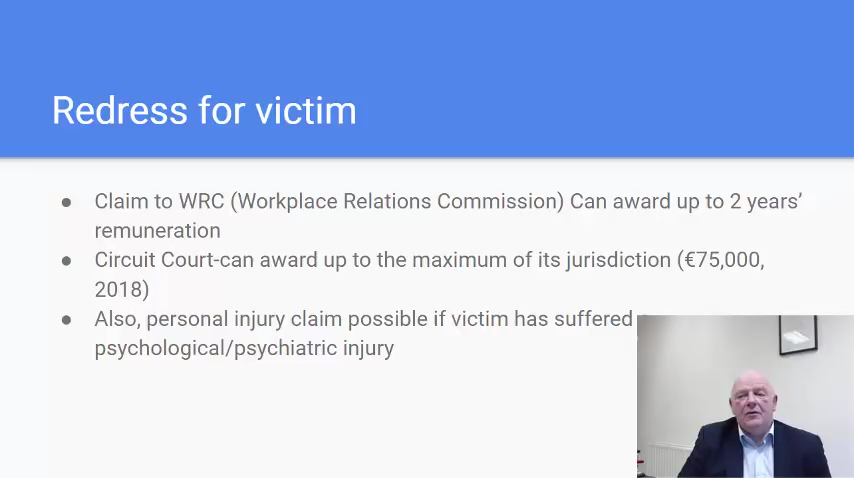 Redress for victim
● Claim to WRC (Workplace Relations Commission) Can award up to 2 years’
remuneration
● Circuit Court-can award up to the maximum of its jurisdiction (€75,000,
2018)
● Also, personal injury claim possible if victim has suffered
psychological/psychiatric injury